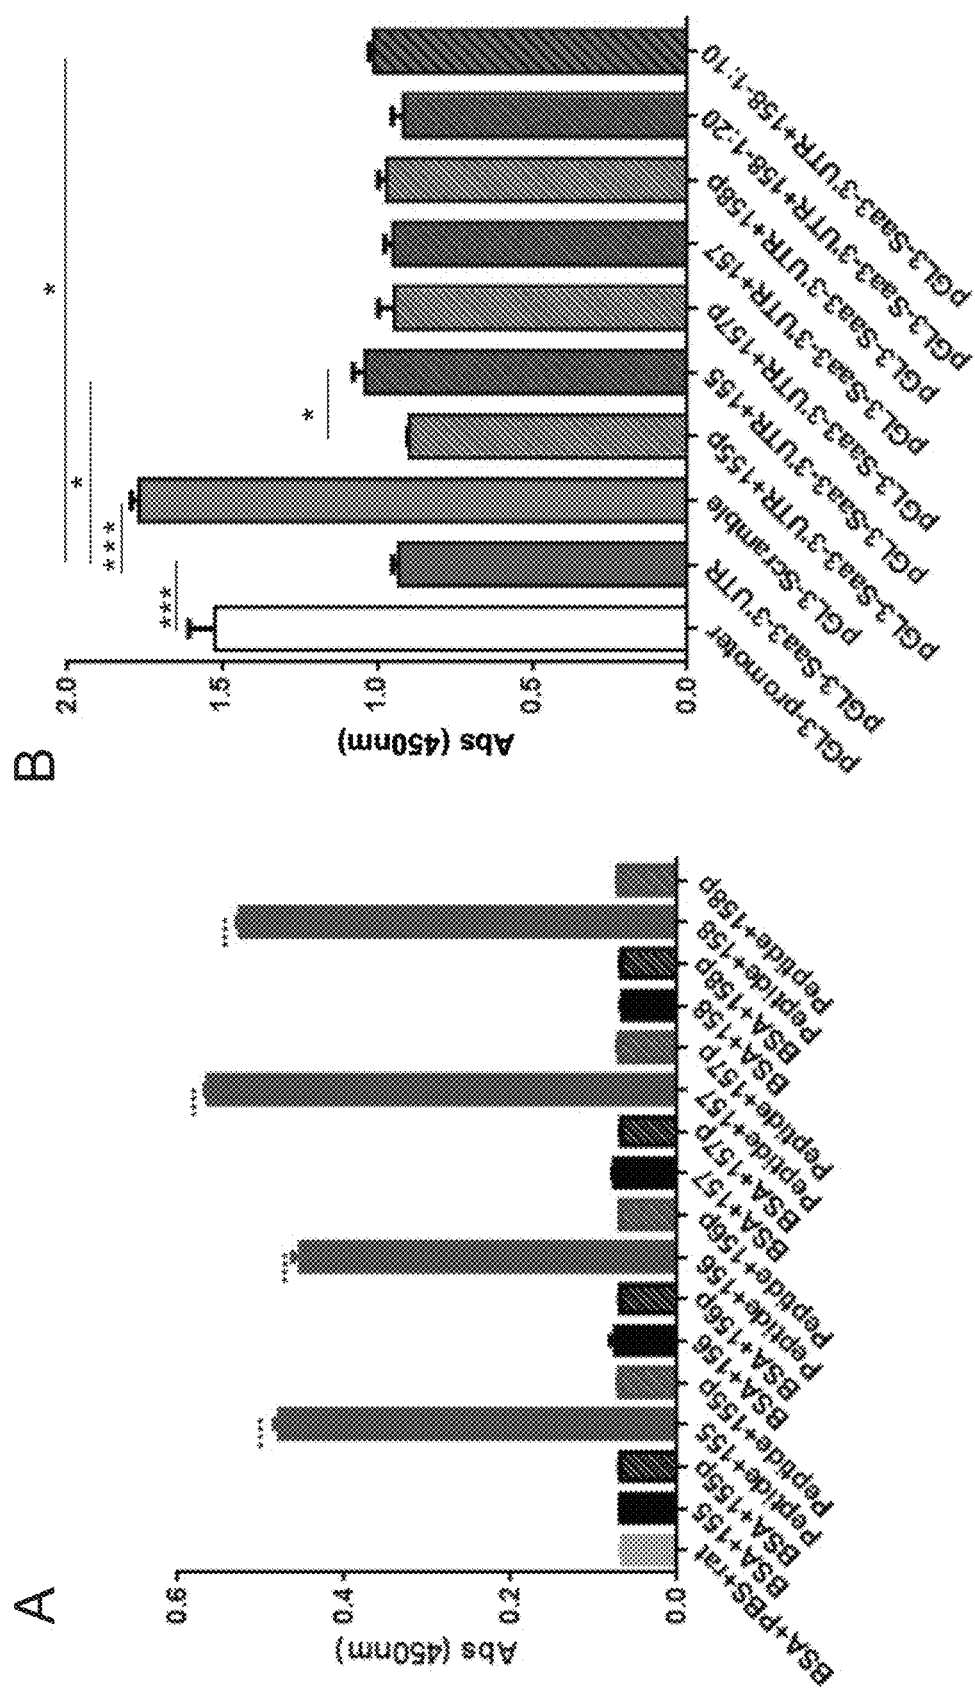 A
Abs (450nm)
0.6
0.4
0.2
0.0
****
****
****
****
BSA+PBS+rat
BSA+155
BSA+155p
Peptide+155
Peptide+155p
BSA+156
BSA+156p
Peptide+156
Peptide+156p
BSA+157
BSA+157p
Peptide+157
Peptide+157p
BSA+158
BSA+158p
Peptide+158
Peptide+158p
B
Abs (450nm)
2.0
1.5
1.0
0.5
0.0
***
****
*
*
*
pGL3-promoter
pGL3-Saa3-3'UTR
pGL3-Scramble
pGL3-Saa3-3'UTR+155p
pGL3-Saa3-3'UTR+155
pGL3-Saa3-3'UTR+157p
pGL3-Saa3-3'UTR+157
pGL3-Saa3-3'UTR+158p
pGL3-Saa3-3'UTR+158-1:20
pGL3-Saa3-3'UTR+158-1:10